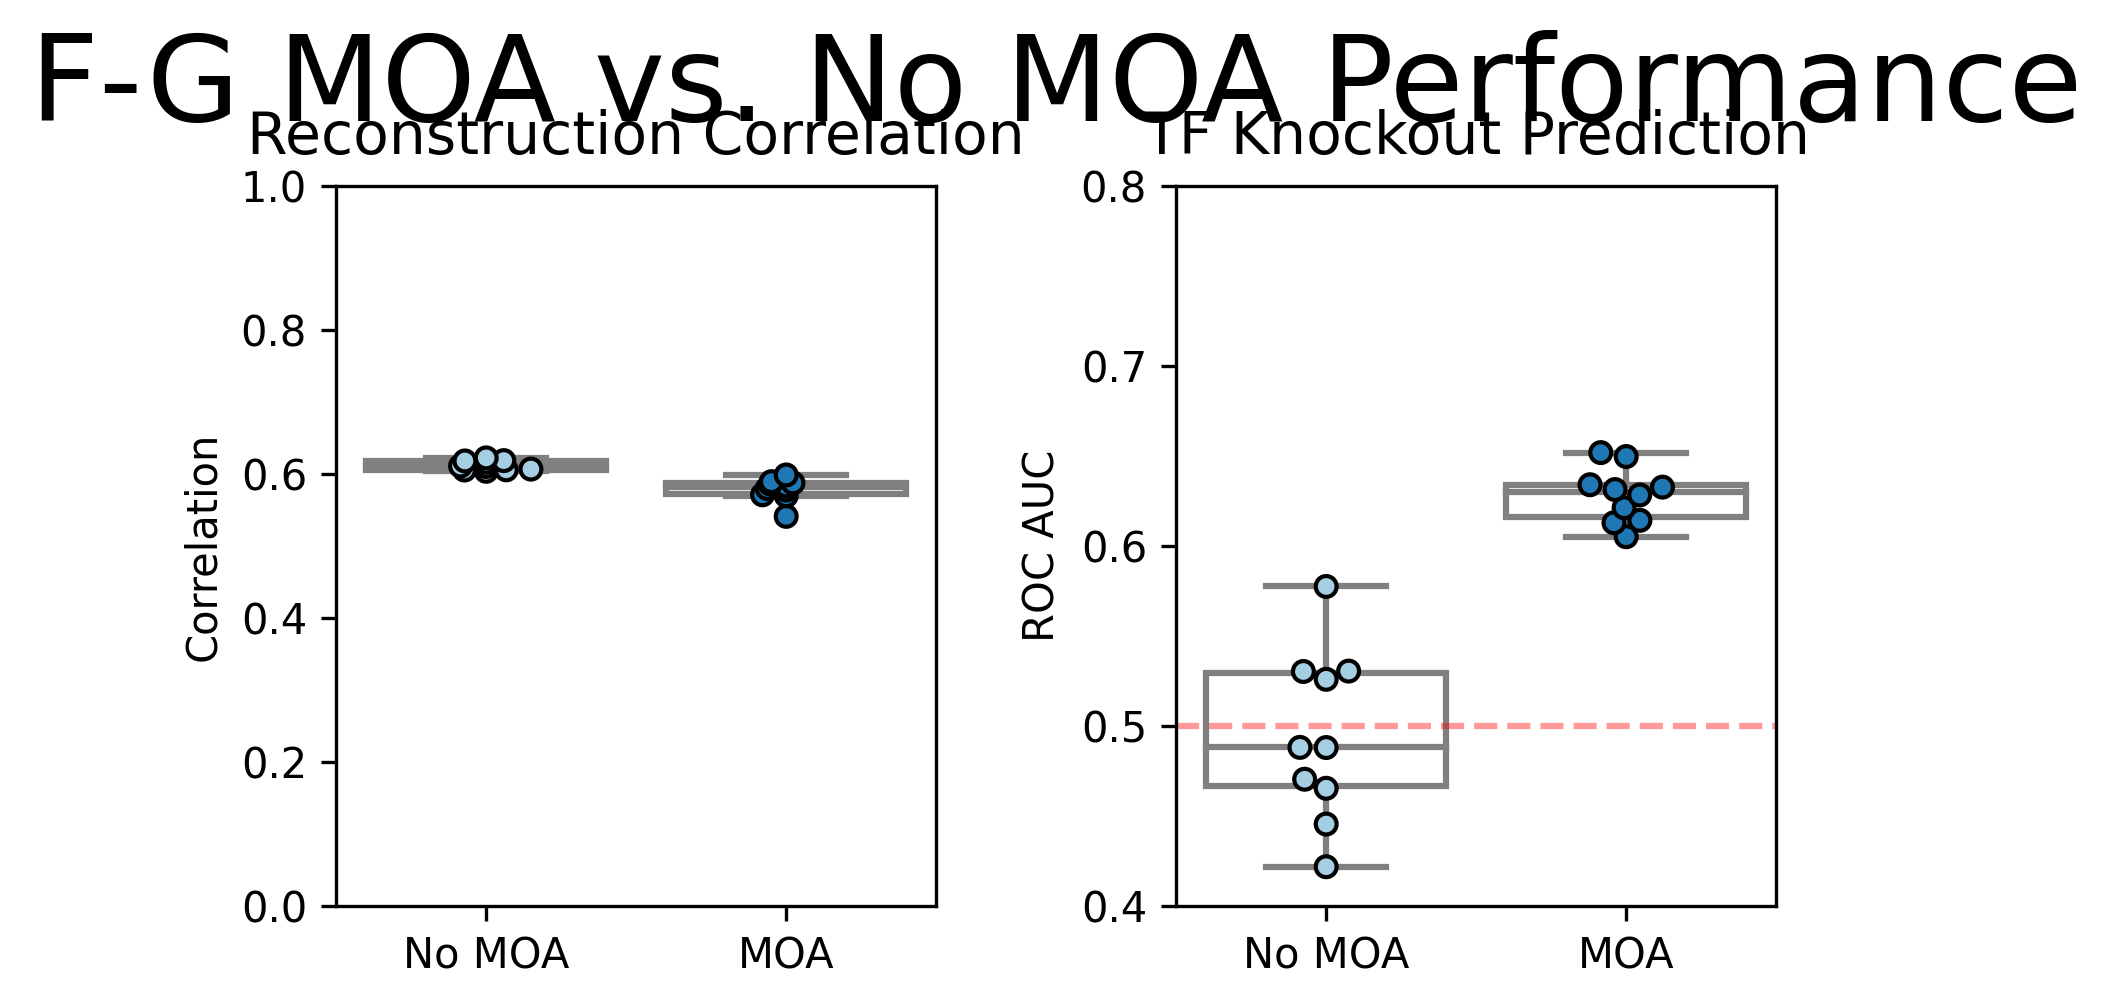 F-G MOA vs. No MOA Performance
Reconstruction Correlation
1.0
0.8
0.6
0.4
0.2
0.0
Correlation
No MOA MOA
TF Knockout Prediction
0.8
0.7
0.6
0.5
0.4
ROC AUC
No MOA MOA